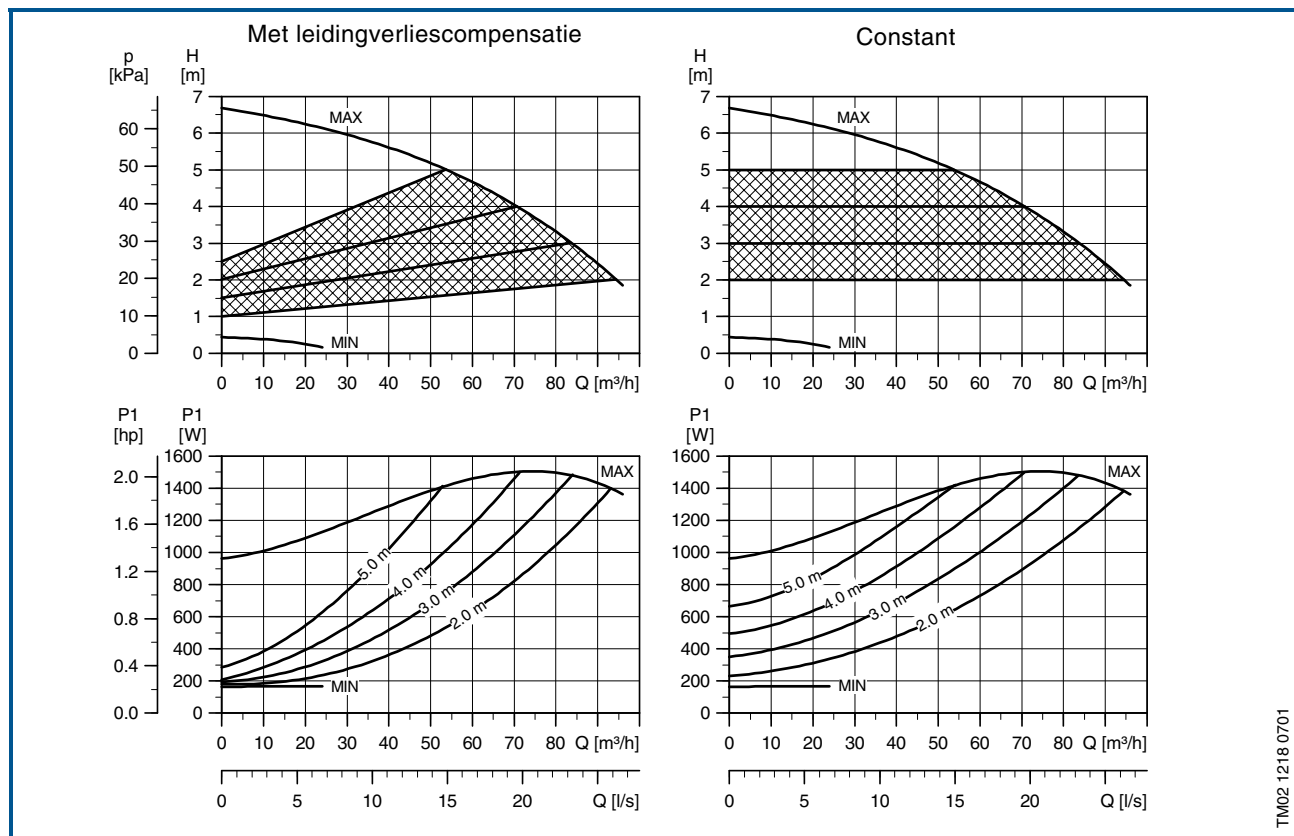 Met leidingverliescompensatie
Constant
p
[kPa]
H
[m]
H
[m]
7
6
5
4
3
2
1
0
60
50
40
30
20
10
0
MAX
MIN
0 10 20 30 40 50 60 70 80 Q [m³/h]
7
6
5
4
3
2
1
0
MAX
MIN
0 10 20 30 40 50 60 70 80 Q [m³/h]
P1
[hp]
P1
[W]
P1
[W]
2.0
1.6
1.2
0.8
0.4
0.0
1600
1400
1200
1000
800
600
400
200
0
MAX
5.0 m
4.0 m
3.0 m
2.0 m
MIN
0 10 20 30 40 50 60 70 80 Q [m³/h]
0 5 10 15 20 Q [l/s]
1600
1400
1200
1000
800
600
400
200
0
MAX
5.0 m
4.0 m
3.0 m
2.0 m
MIN
0 10 20 30 40 50 60 70 80 Q [m³/h]
0 5 10 15 20 Q [l/s]
TM02 1218 0701